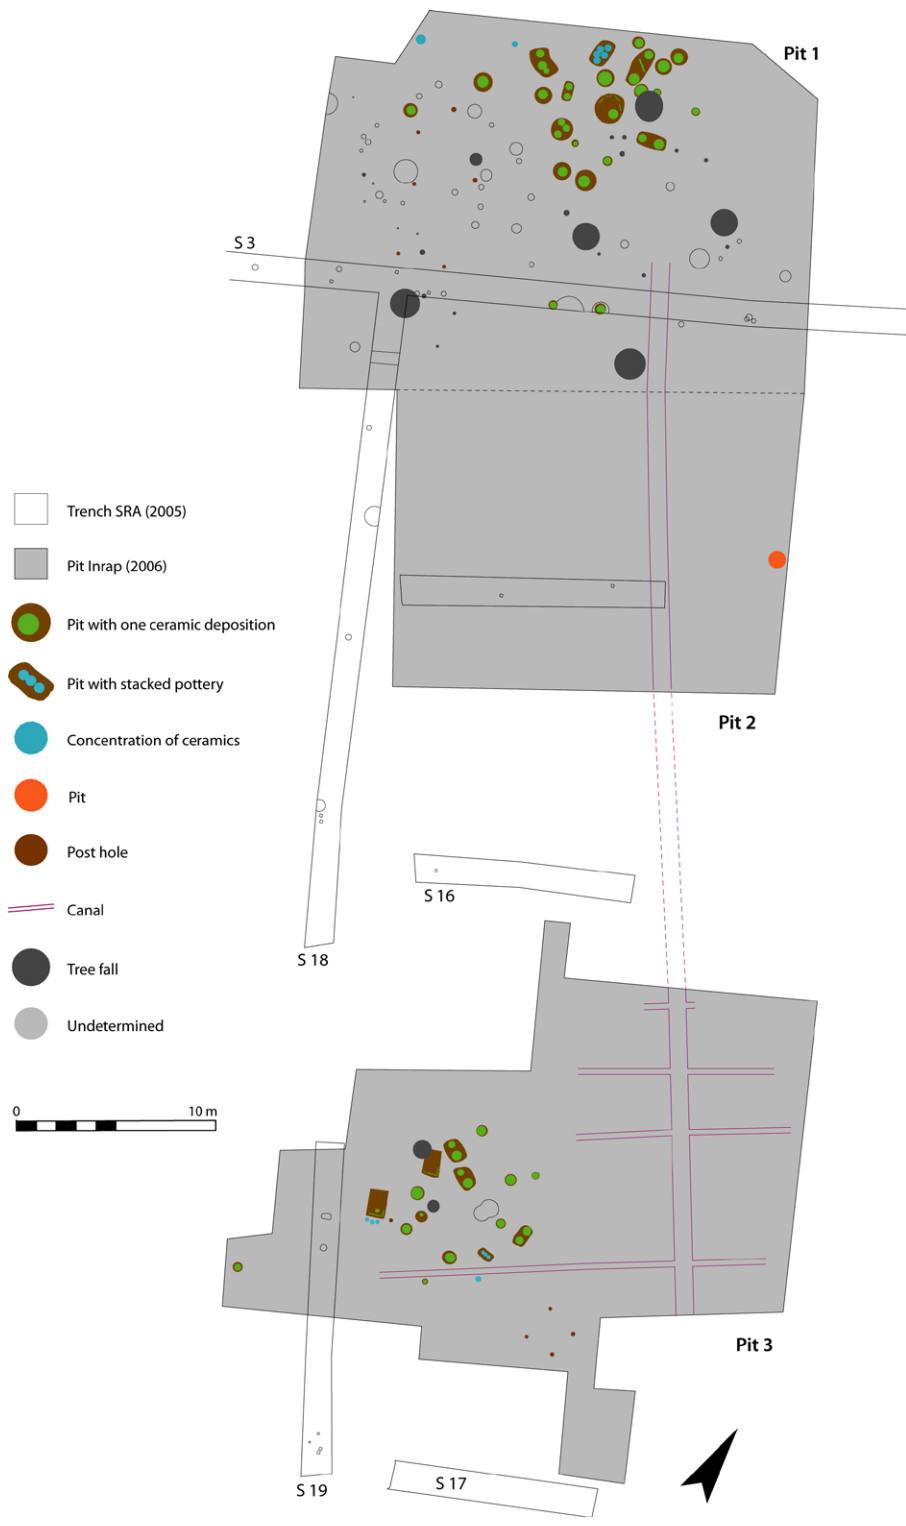 Pit 1
S 3
Trench SRA (2005)
Pit Inrap (2006)
Pit with one ceramic deposition
Pit with stacked pottery
Concentration of ceramics
Pit
Post hole
Canal
Tree fall
Undetermined
0 10 m
Pit 2
S 16
S 18
Pit 3
S 19
S 17